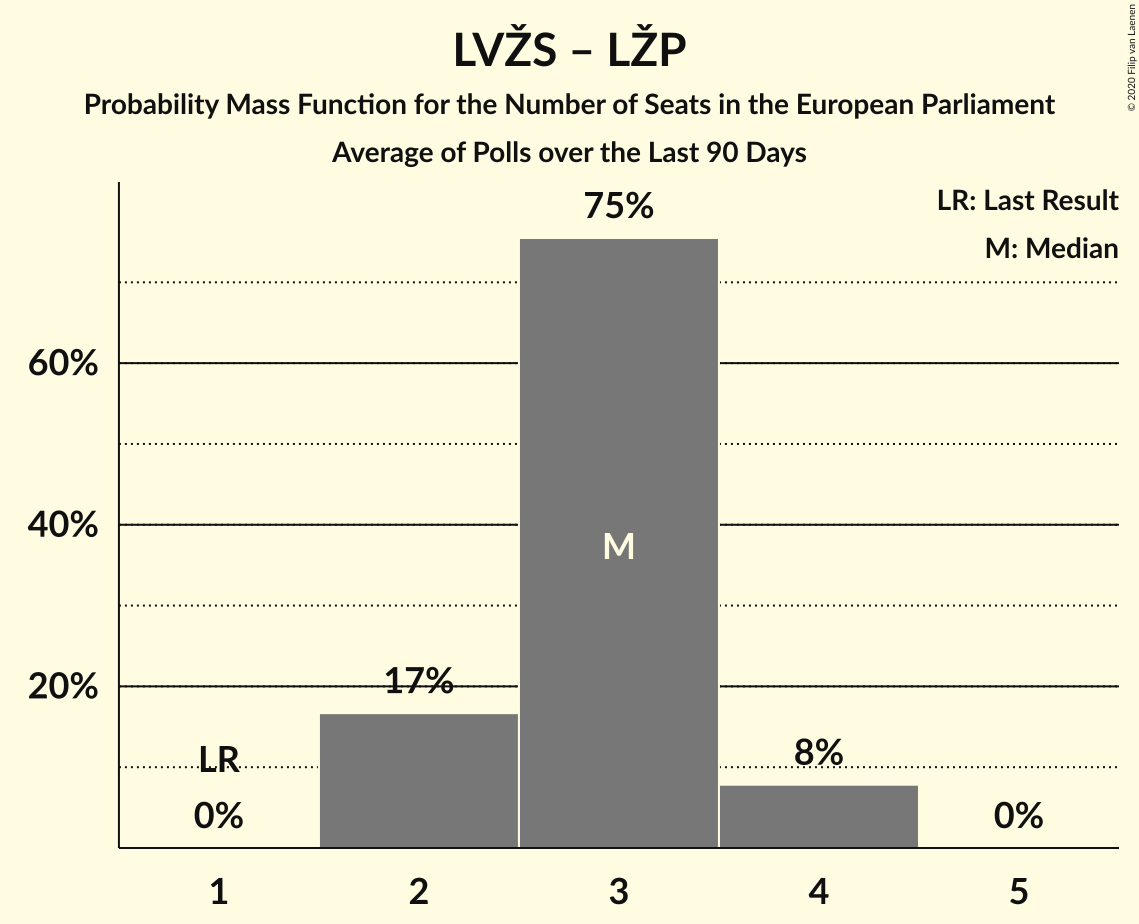 LVŽS – LŽP
Probability Mass Function for the Number of Seats in the European Parliament
Average of Polls over the Last 90 Days
© 2020 Filip van Laenen
LR: Last Result
M: Median
75%
60%
40%
M
20%
17%
LR
8%
0%
0%
1 2 3 4 5